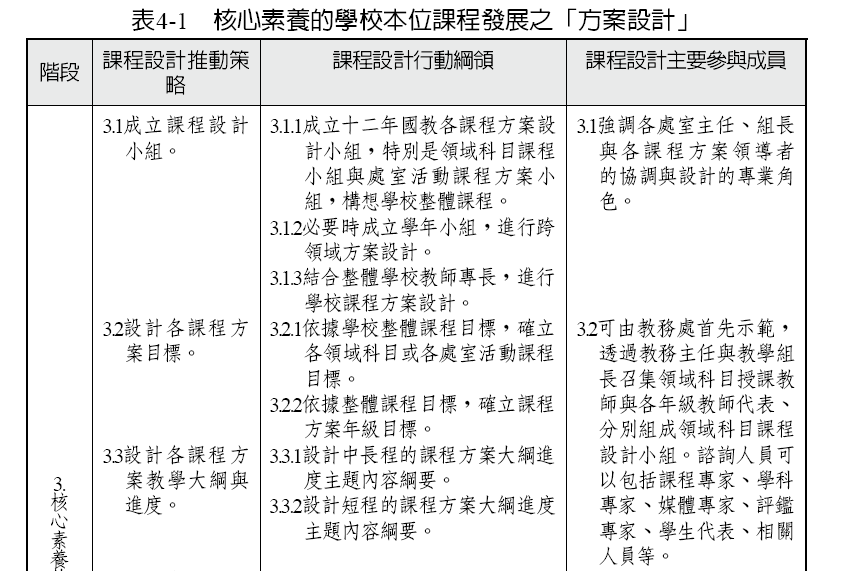 表4-1 核心素養的學校本位課程發展之「方案設計」
階段
課程設計推動策
略
課程設計行動綱領
課程設計主要參與成員
3.核心素養
3.1成立課程設計
小組。
3.1.1成立十二年國教各課程方案設
計小組，特別是領域科目課程
小組與處室活動課程方案小
組，構想學校整體課程。
3.1.2必要時成立學年小組，進行跨
領域方案設計。
3.1.3結合整體學校教師專長，進行
學校課程方案設計。
3.1強調各處室主任、組長
與各課程方案領導者
的協調與設計的專業角
色。
3.2設計各課程方
案目標。
3.2.1依據學校整體課程目標，確立
各領域科目或各處室活動課程
目標。
3.2.2依據整體課程目標，確立課程
方案年級目標。
3.2可由教務處首先示範，
透過教務主任與教學組
長召集領域科目授課教
師與各年級教師代表、
分別組成領域科目課程
設計小組。諮詢人員可
以包括課程專家、學科
專家、媒體專家、評鑑
專家、學生代表、相關
人員等。
3.3設計各課程方
案教學大綱與
進度。
3.3.1設計中長程的課程方案大綱進
度主題內容綱要。
3.3.2設計短程的課程方案大綱進度
主題內容綱要。